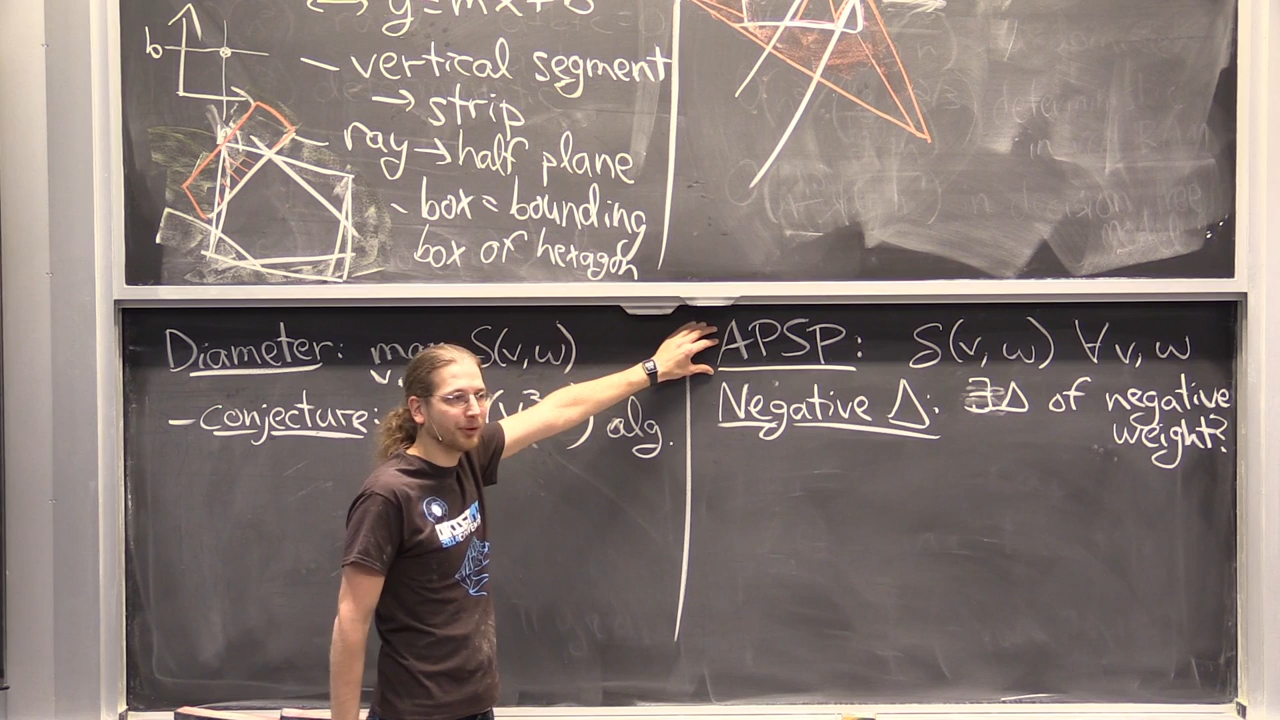 ↔ y=mx+b
b
- vertical segment
→ strip
- ray → half plane
- box = bounding
box of hexagon
Diameter: max δ(v,w)
v,
- conjecture: alg.
APSP: δ(v,w) ∀v,w
Negative Δ: ∃Δ of negative
weight?